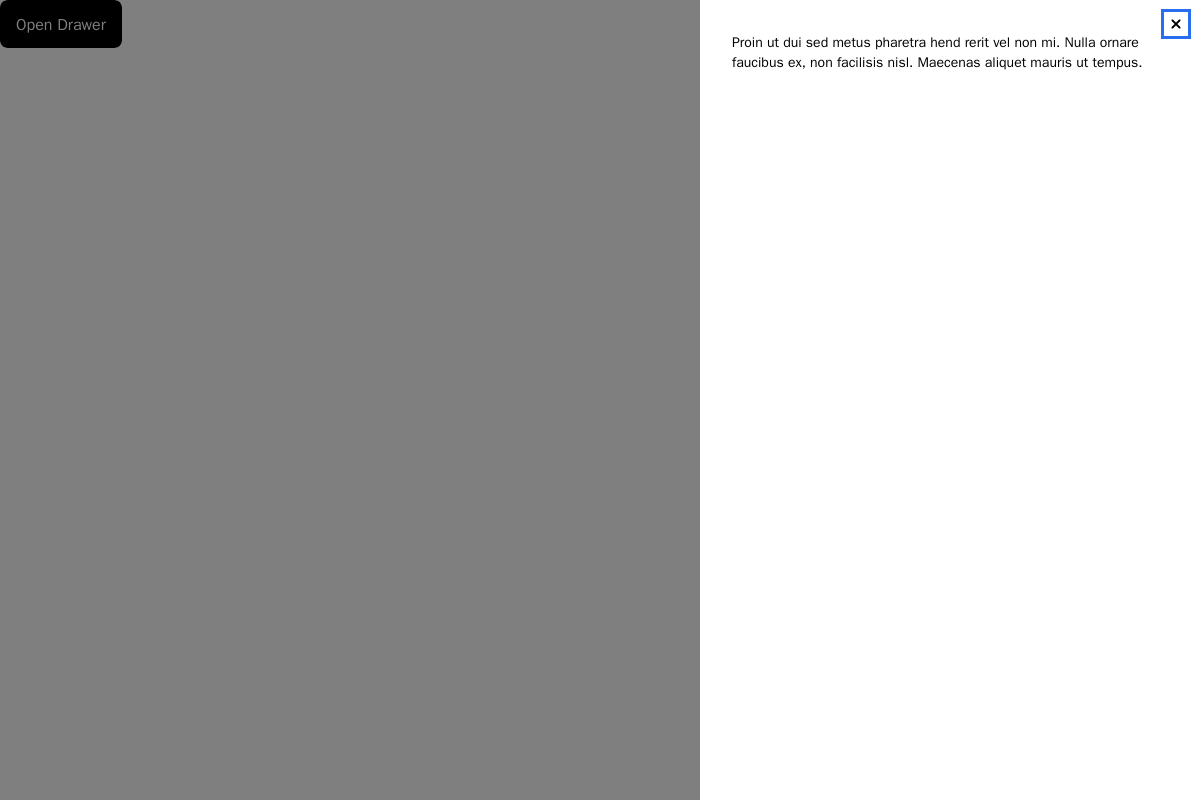 Open Drawer
Proin ut dui sed metus pharetra hend rerit vel non mi. Nulla ornare
faucibus ex, non facilisis nisl. Maecenas aliquet mauris ut tempus.